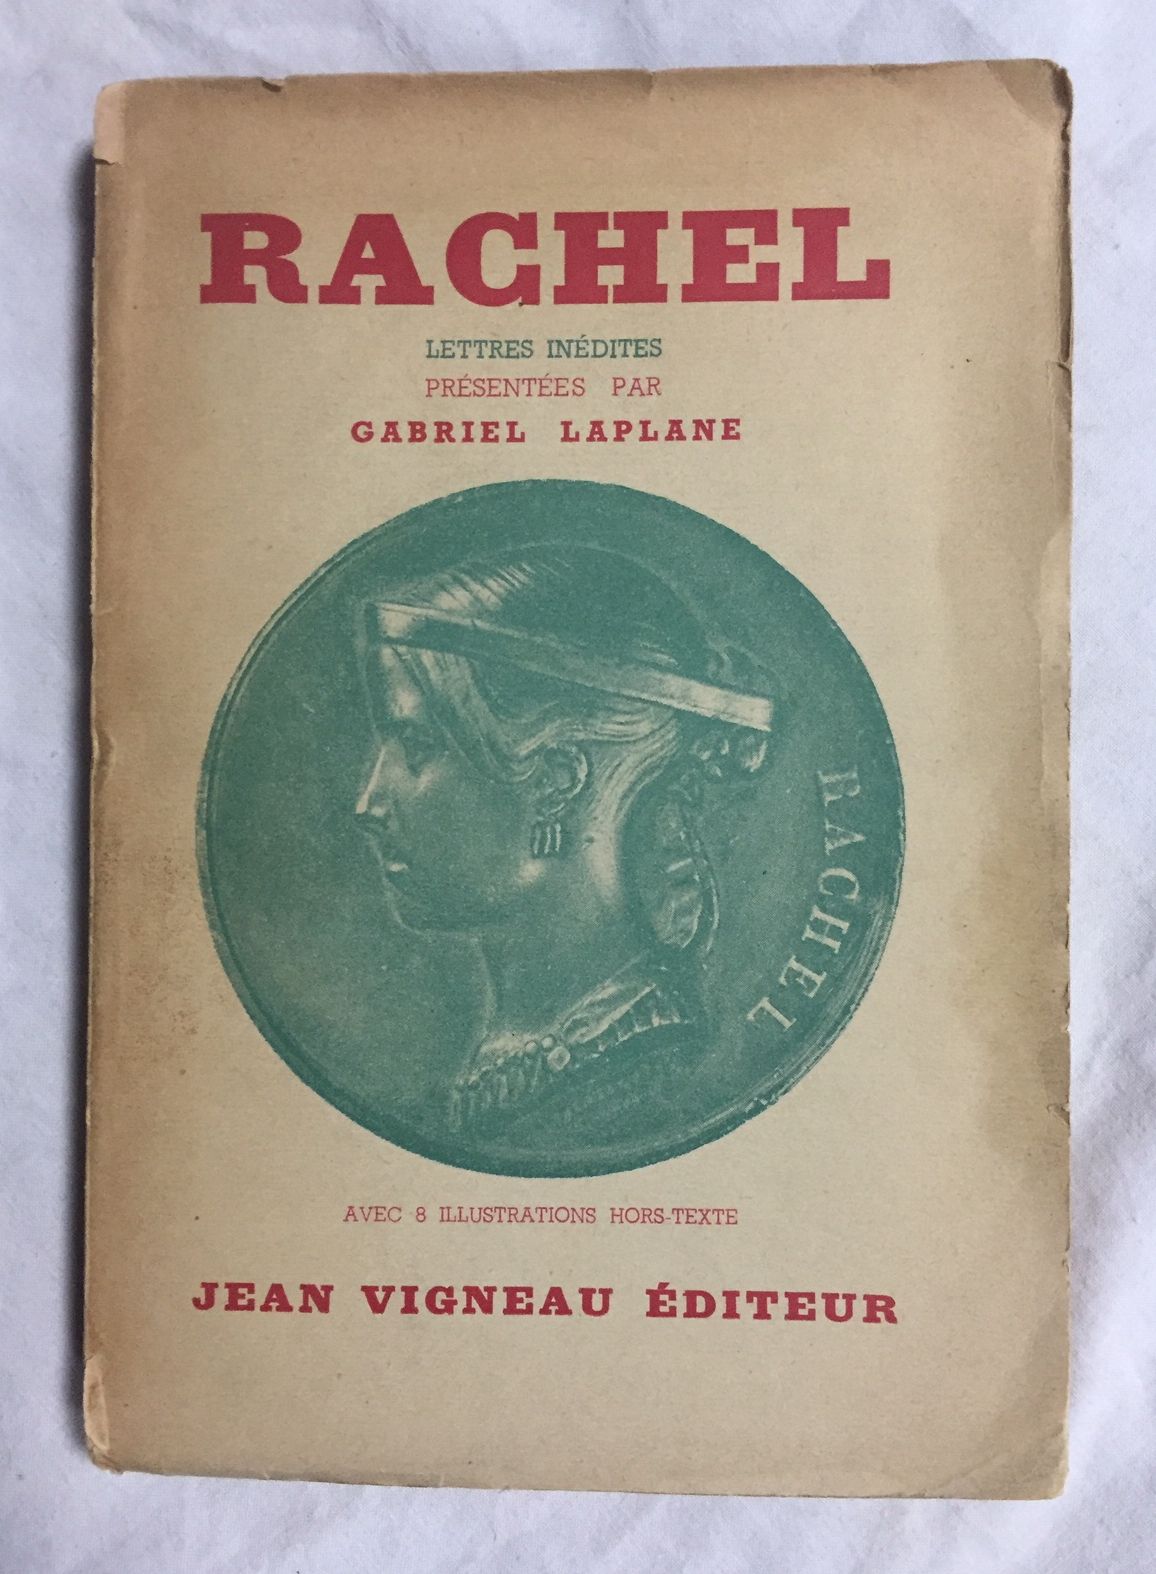 RACHEL
LETTRES INÉDITES
PRÉSENTÉES PAR
GABRIEL LAPLANE
RACHEL
AVEC 8 ILLUSTRATIONS HORS-TEXTE
JEAN VIGNEAU ÉDITEUR